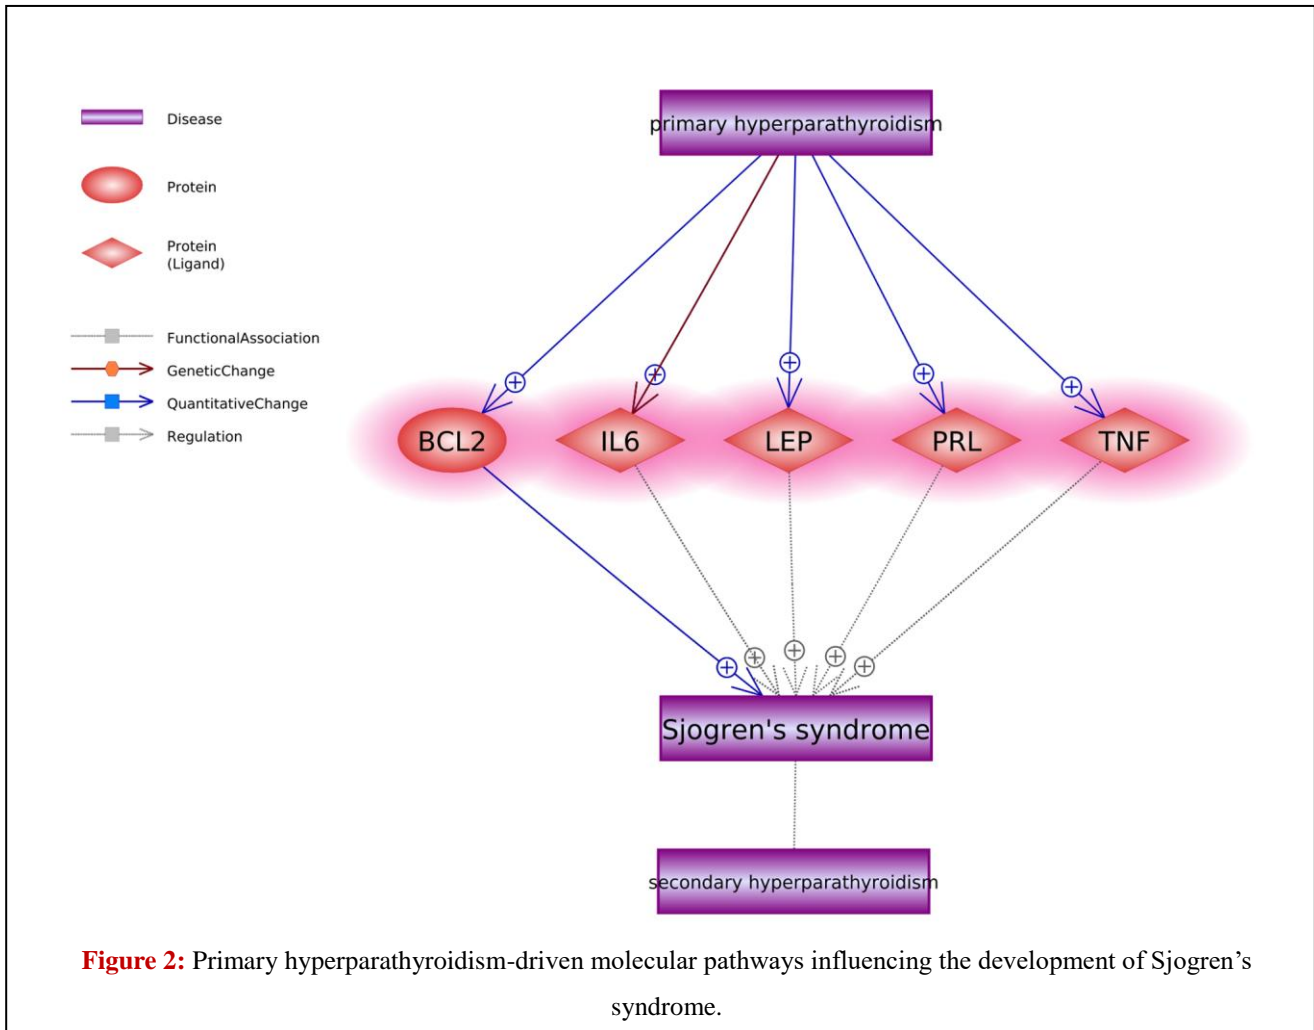 primary hyperparathyroidism
Disease
Protein
Protein
(Ligand)
FunctionalAssociation
GeneticChange
QuantitativeChange
Regulation
BCL2
IL6
LEP
PRL
TNF
Sjogren's syndrome
secondary hyperparathyroidism
Figure 2: Primary hyperparathyroidism-driven molecular pathways influencing the development of Sjogren’s
syndrome.